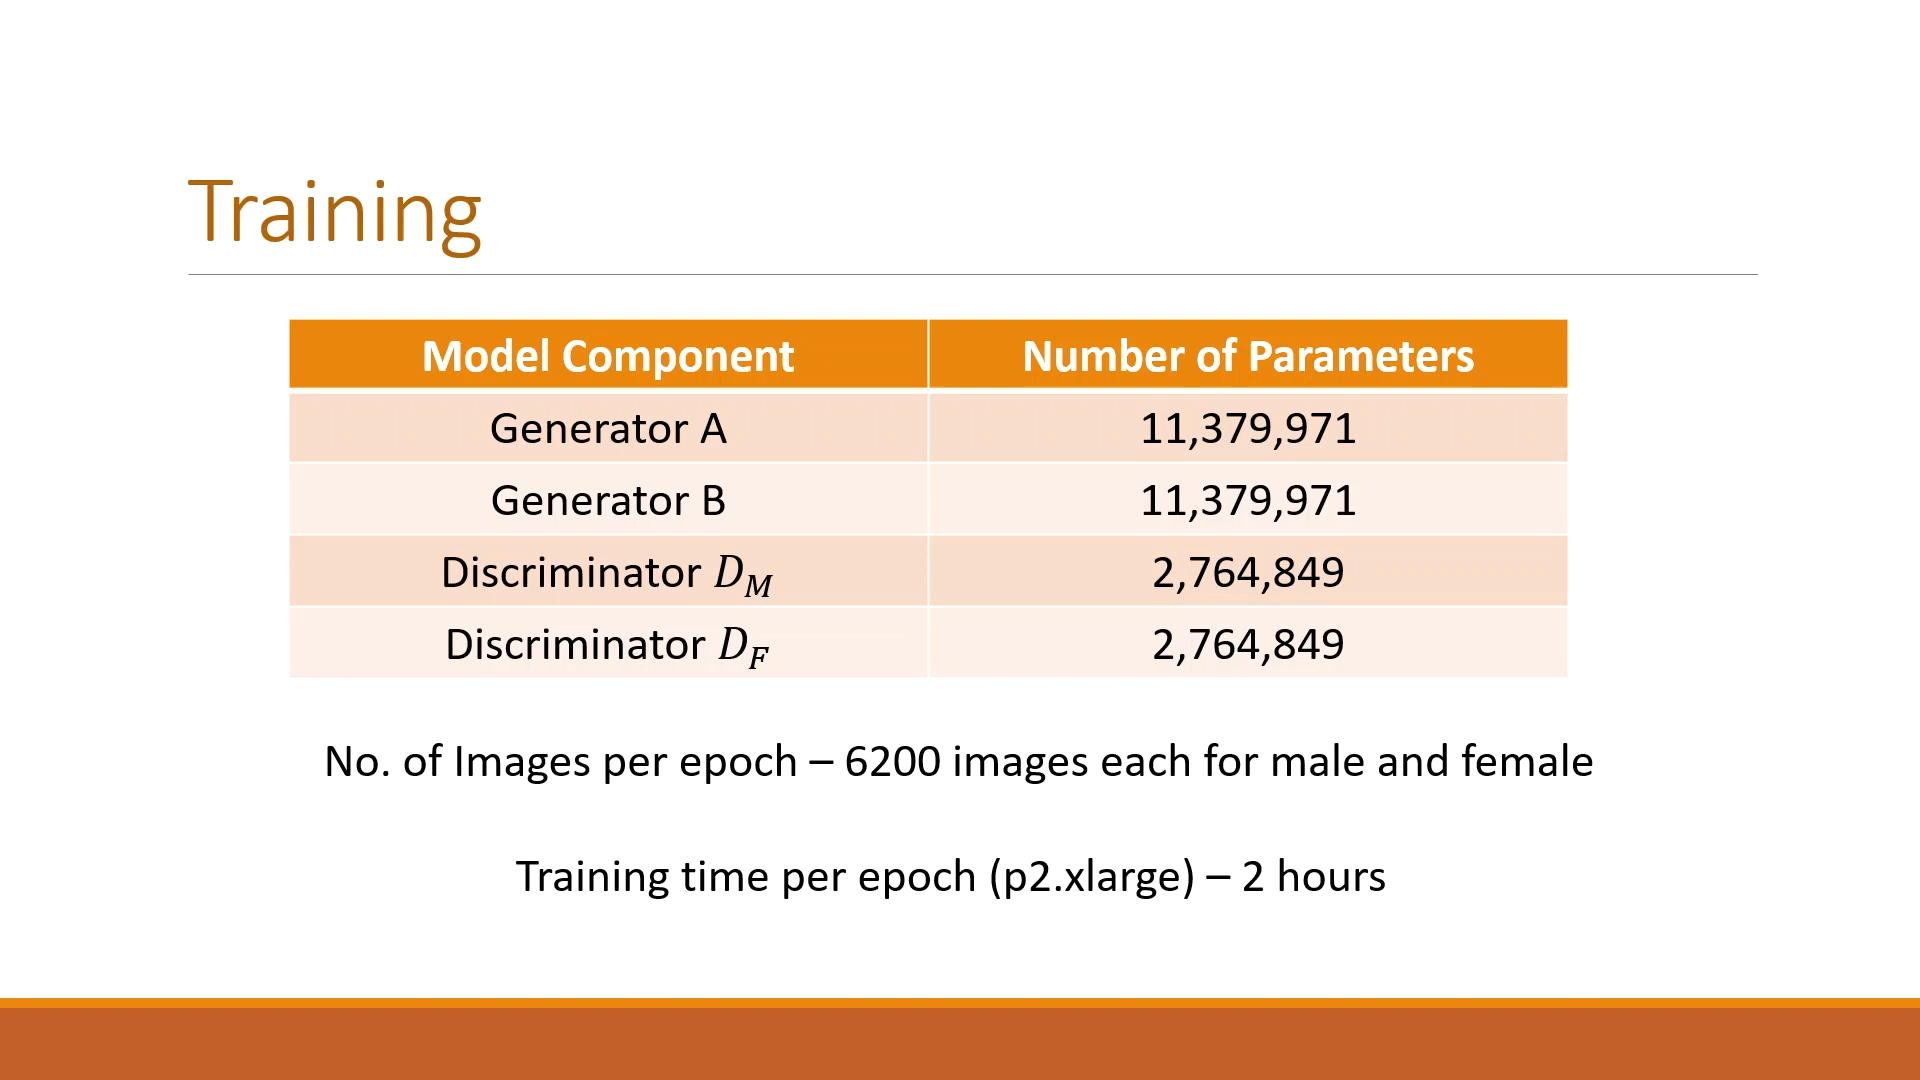 Training
Model Component Number of Parameters
Generator A 11,379,971
Generator B 11,379,971
Discriminator D_M 2,764,849
Discriminator D_F 2,764,849
No. of Images per epoch – 6200 images each for male and female
Training time per epoch (p2.xlarge) – 2 hours